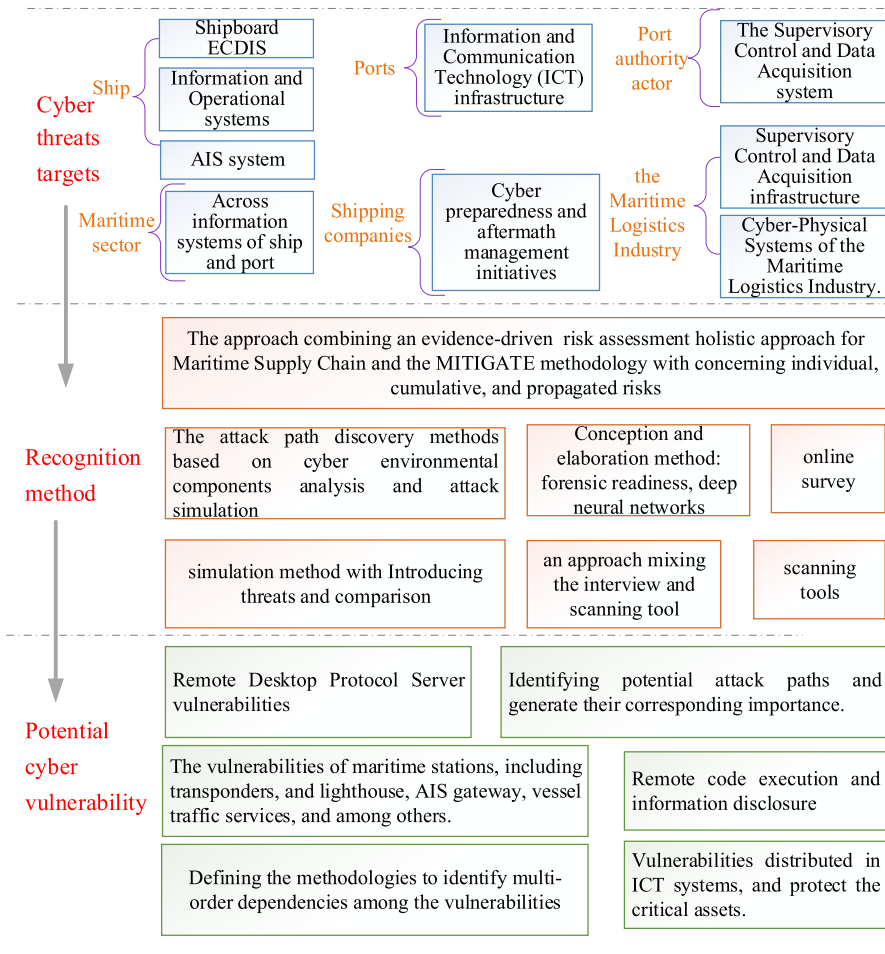 Cyber
threats
targets
Ship
Shipboard
ECDIS
Information and
Operational
systems
AIS system
Maritime
sector
Across
information
systems of ship
and port
Ports
Information and
Communication
Technology (ICT)
infrastructure
Shipping
companies
Cyber
preparedness and
aftermath
management
initiatives
Port
authority
actor
The Supervisory
Control and Data
Acquisition
system
the
Maritime
Logistics
Industry
Supervisory
Control and Data
Acquisition
infrastructure
Cyber-Physical
Systems of the
Maritime
Logistics Industry.
Recognition
method
The approach combining an evidence-driven risk assessment holistic approach for
Maritime Supply Chain and the MITIGATE methodology with concerning individual,
cumulative, and propagated risks
The attack path discovery methods
based on cyber environmental
components analysis and attack
simulation
Conception and
elaboration method:
forensic readiness, deep
neural networks
online
survey
simulation method with Introducing
threats and comparison
an approach mixing
the interview and
scanning tool
scanning
tools
Potential
cyber
vulnerability
Remote Desktop Protocol Server
vulnerabilities
Identifying potential attack paths and
generate their corresponding importance.
The vulnerabilities of maritime stations, including
transponders, and lighthouse, AIS gateway, vessel
traffic services, and among others.
Remote code execution and
information disclosure
Defining the methodologies to identify multi-
order dependencies among the vulnerabilities
Vulnerabilities distributed in
ICT systems, and protect the
critical assets.